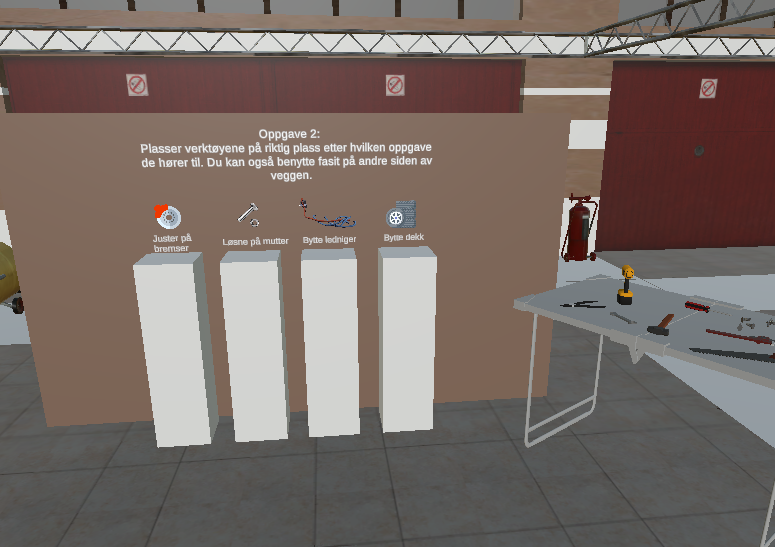 Oppgave 2:
Plasser verktøyene på riktig plass etter hvilken oppgave
de hører til. Du kan også benytte fasit på andre siden av
veggen.
Juster på
bremser
Løsne på mutter
Bytte ledniger
Bytte dekk